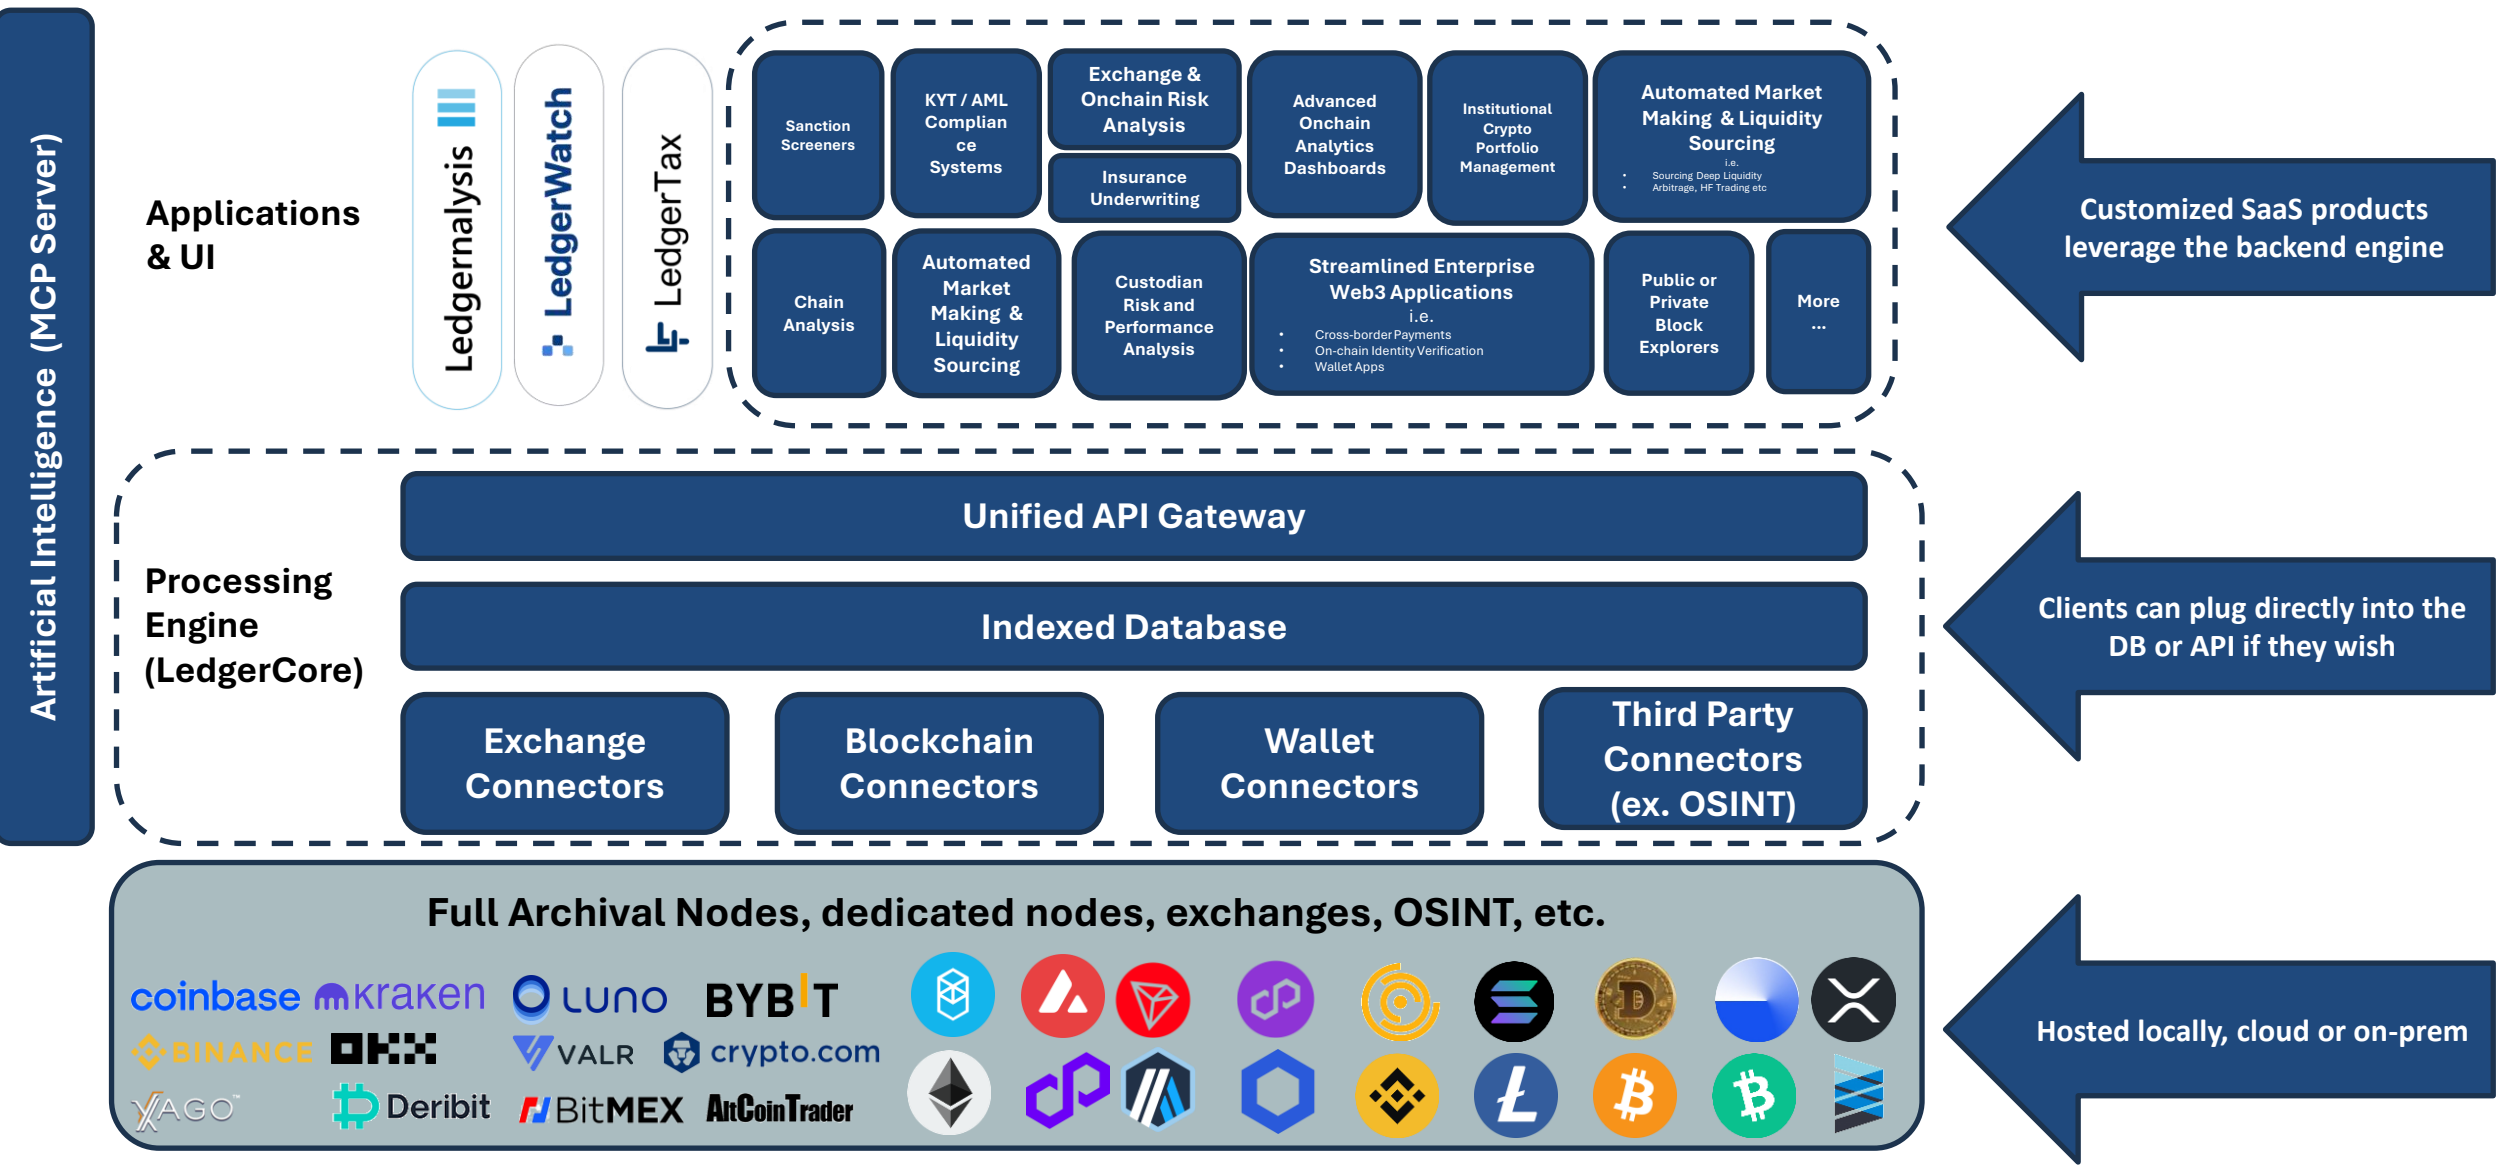 Artificial Intelligence (MCP Server)
Applications
& UI
Ledgernalysis
LedgerWatch
LedgerTax
Sanction
Screeners
KYT / AML
Complian
ce
Systems
Exchange &
Onchain Risk
Analysis
Insurance
Underwriting
Advanced
Onchain
Analytics
Dashboards
Institutional
Crypto
Portfolio
Management
Automated Market
Making & Liquidity
Sourcing
i.e.
• Sourcing Deep Liquidity
• Arbitrage, HF Trading etc
Chain
Analysis
Automated
Market
Making &
Liquidity
Sourcing
Custodian
Risk and
Performance
Analysis
Streamlined Enterprise
Web3 Applications
i.e.
• Cross-border Payments
• On-chain Identity Verification
• Wallet Apps
Public or
Private
Block
Explorers
More
...
Customized SaaS products
leverage the backend engine
Processing
Engine
(LedgerCore)
Unified API Gateway
Indexed Database
Exchange
Connectors
Blockchain
Connectors
Wallet
Connectors
Third Party
Connectors
(ex. OSINT)
Clients can plug directly into the
DB or API if they wish
Full Archival Nodes, dedicated nodes, exchanges, OSINT, etc.
coinbase
kraken
LUNO
BYBIT
BINANCE
OKX
VALR
crypto.com
XAGO™
Deribit
BitMEX
AltCoinTrader
Hosted locally, cloud or on-prem